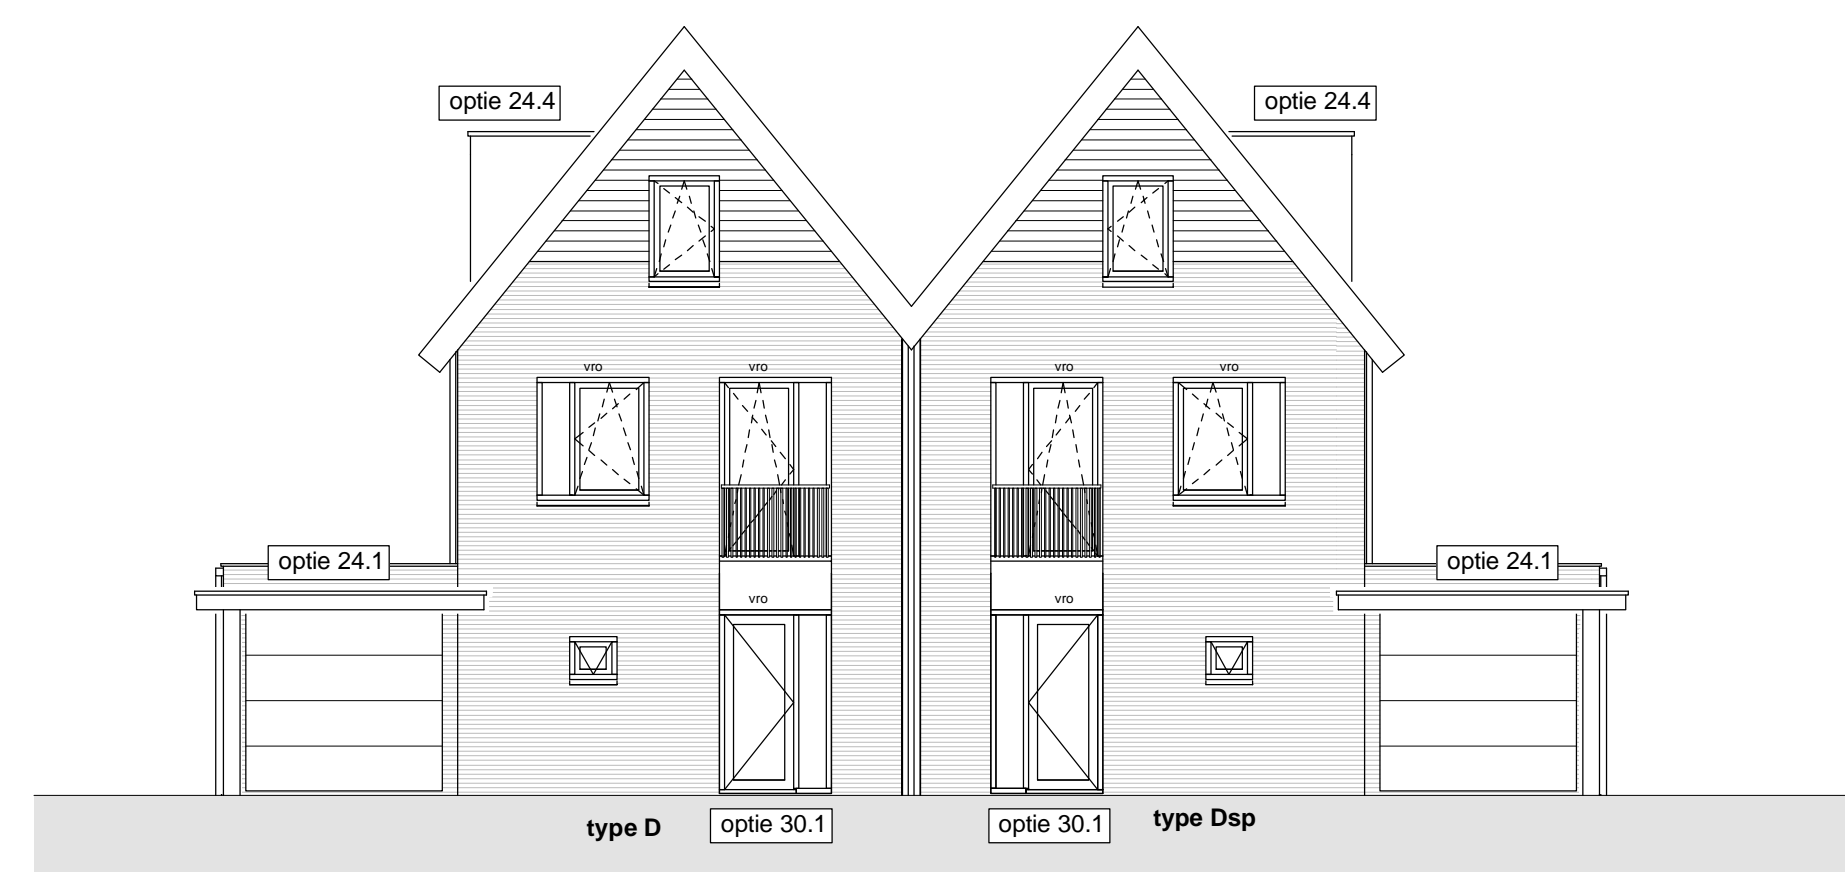 optie 24.4
optie 24.4
vro
vro
vro
vro
optie 24.1
optie 24.1
vro
vro
type D
optie 30.1
optie 30.1
type Dsp